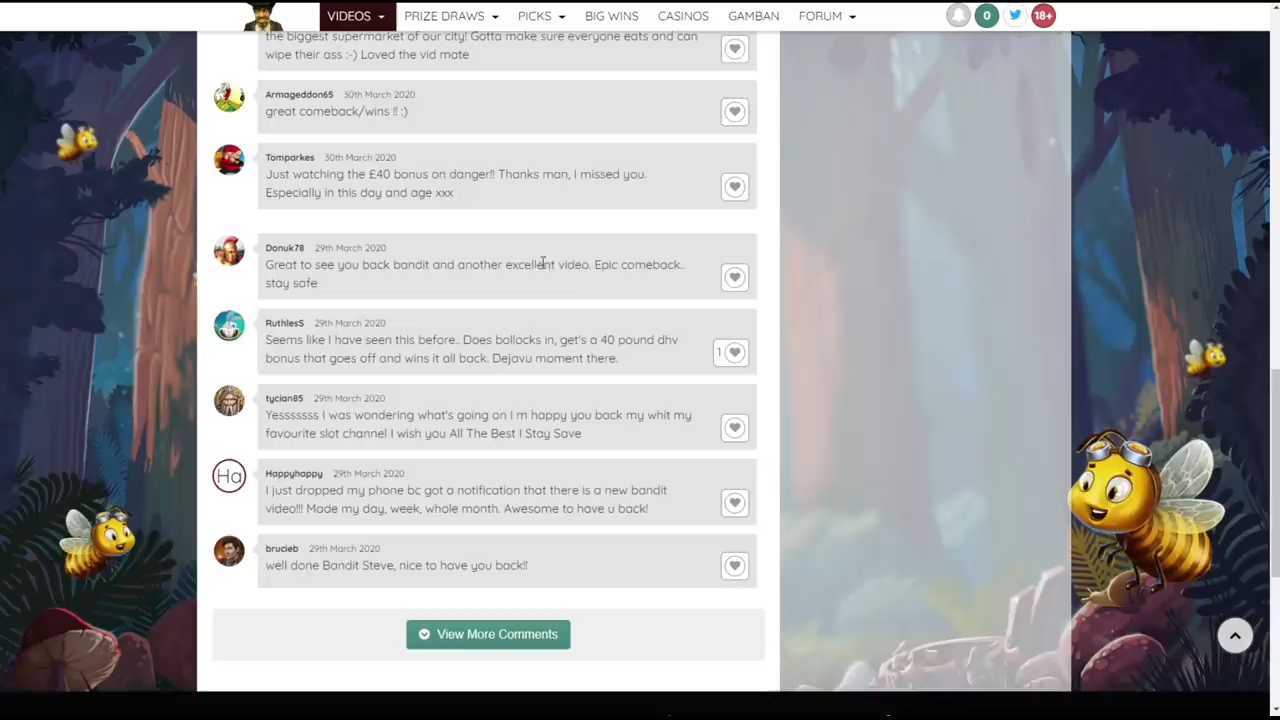 VIDEOS PRIZE DRAWS PICKS BIG WINS CASINOS GAMBAN FORUM 0 18+
the biggest supermarket of our city! Gotta make sure everyone eats and can
wipe their ass :-) Loved the vid mate
Armageddon65 30th March 2020
great comeback/wins !! :)
Tomparkes 30th March 2020
Just watching the £40 bonus on danger!! Thanks man, I missed you.
Especially in this day and age xxx
Donuk78 29th March 2020
Great to see you back bandit and another excellent video. Epic comeback..
stay safe
RuthlesS 29th March 2020
Seems like I have seen this before.. Does bollocks in, get's a 40 pound dhv
bonus that goes off and wins it all back. Dejavu moment there.
1
tycian85 29th March 2020
Yesssssss I was wondering what's going on I m happy you back my whit my
favourite slot channel I wish you All The Best I Stay Save
Ha
Happyhappy 29th March 2020
I just dropped my phone bc got a notification that there is a new bandit
video!!! Made my day, week, whole month. Awesome to have u back!
brucieb 29th March 2020
well done Bandit Steve, nice to have you back!!
View More Comments